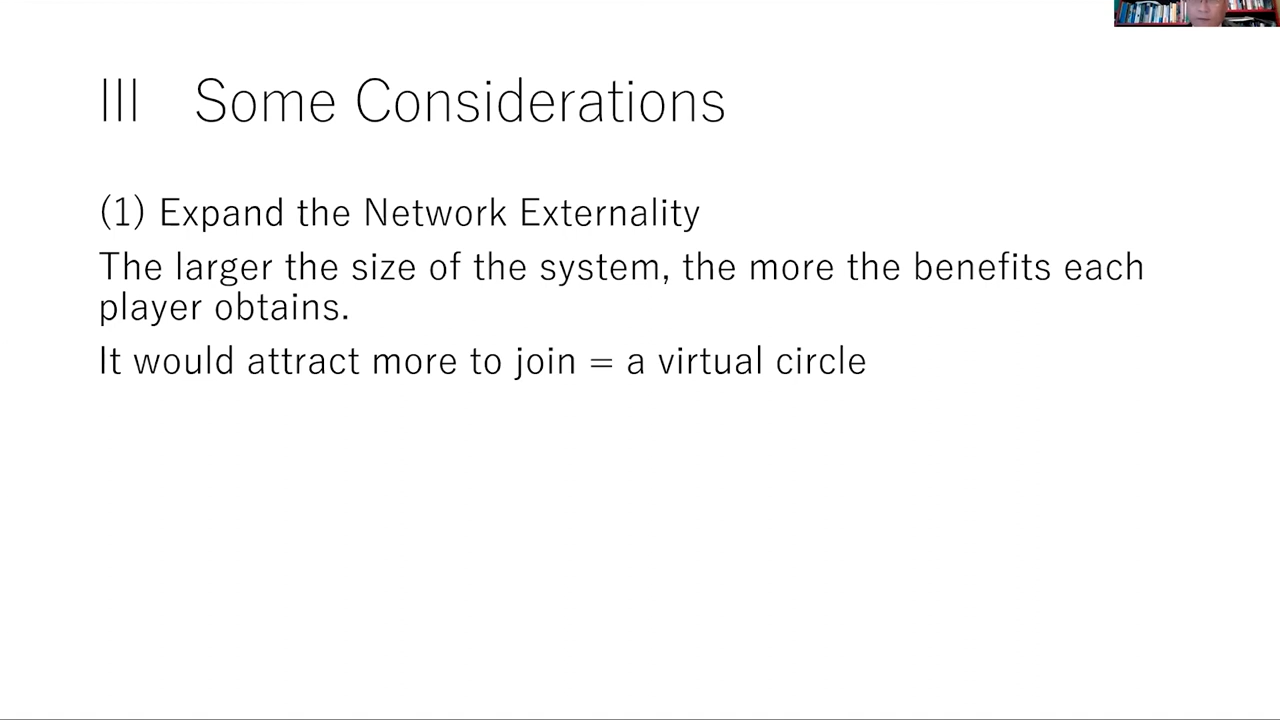 III Some Considerations
(1) Expand the Network Externality
The larger the size of the system, the more the benefits each
player obtains.
It would attract more to join = a virtual circle